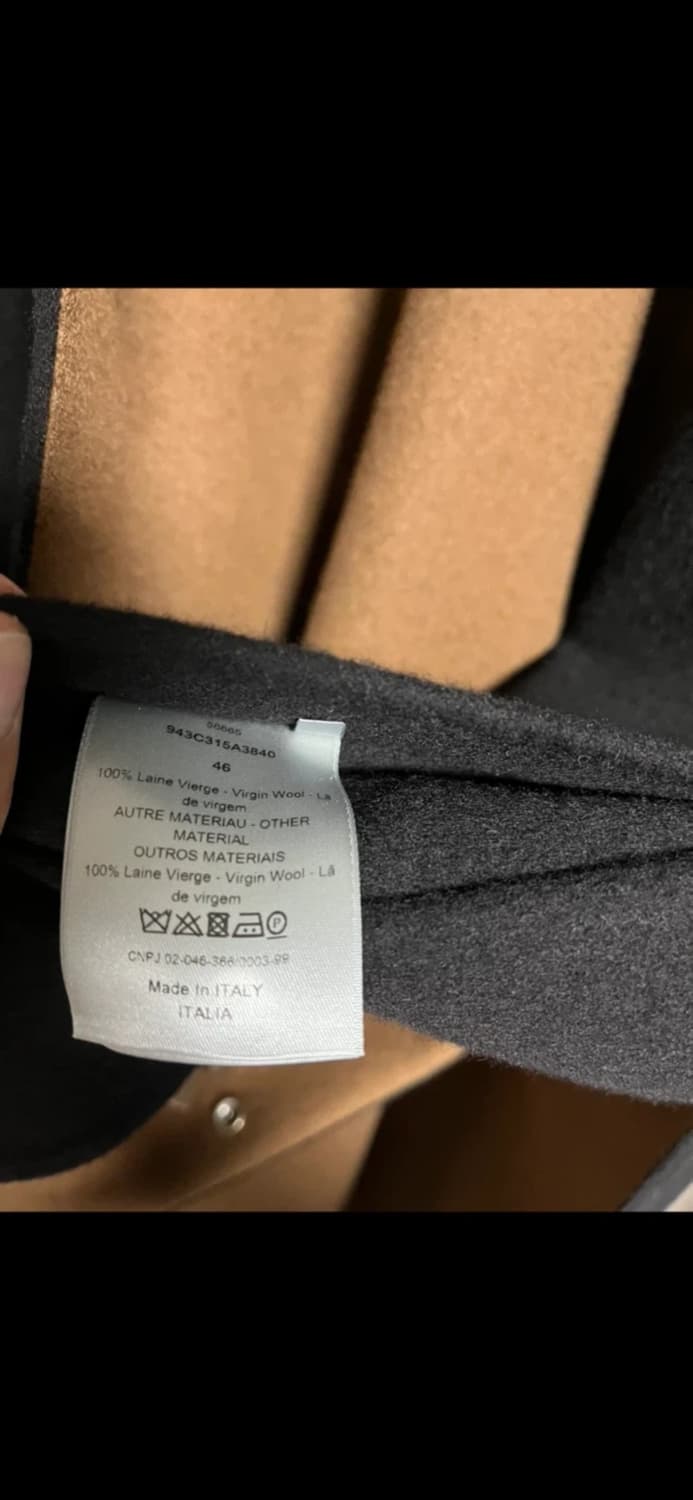 943C315A3840
46
100% Laine Vierge - Virgin Wool - La
de virgem
AUTRE MATERIAU - OTHER
MATERIAL
OUTROS MATERIAIS
100% Laine Vierge - Virgin Wool - Lã
de virgem
P
CNPJ 02-046-366/0003-99
Made In ITALY
ITALIA